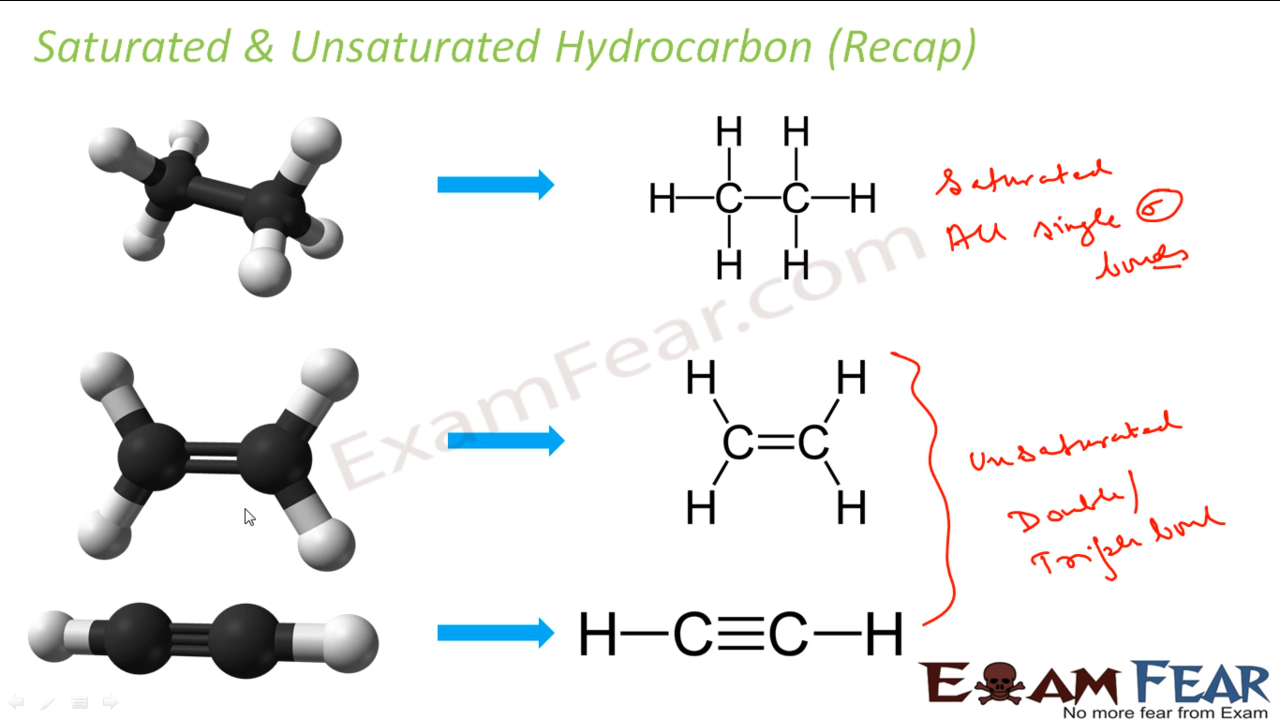 Saturated & Unsaturated Hydrocarbon (Recap)
H H
H—C—C—H
H H
Saturated
All single σ
bonds
ExamFear.com
H H
C=C
H H
Unsaturated
Double/
Triple bond
H—C≡C—H
EXAM FEAR
No more fear from Exam